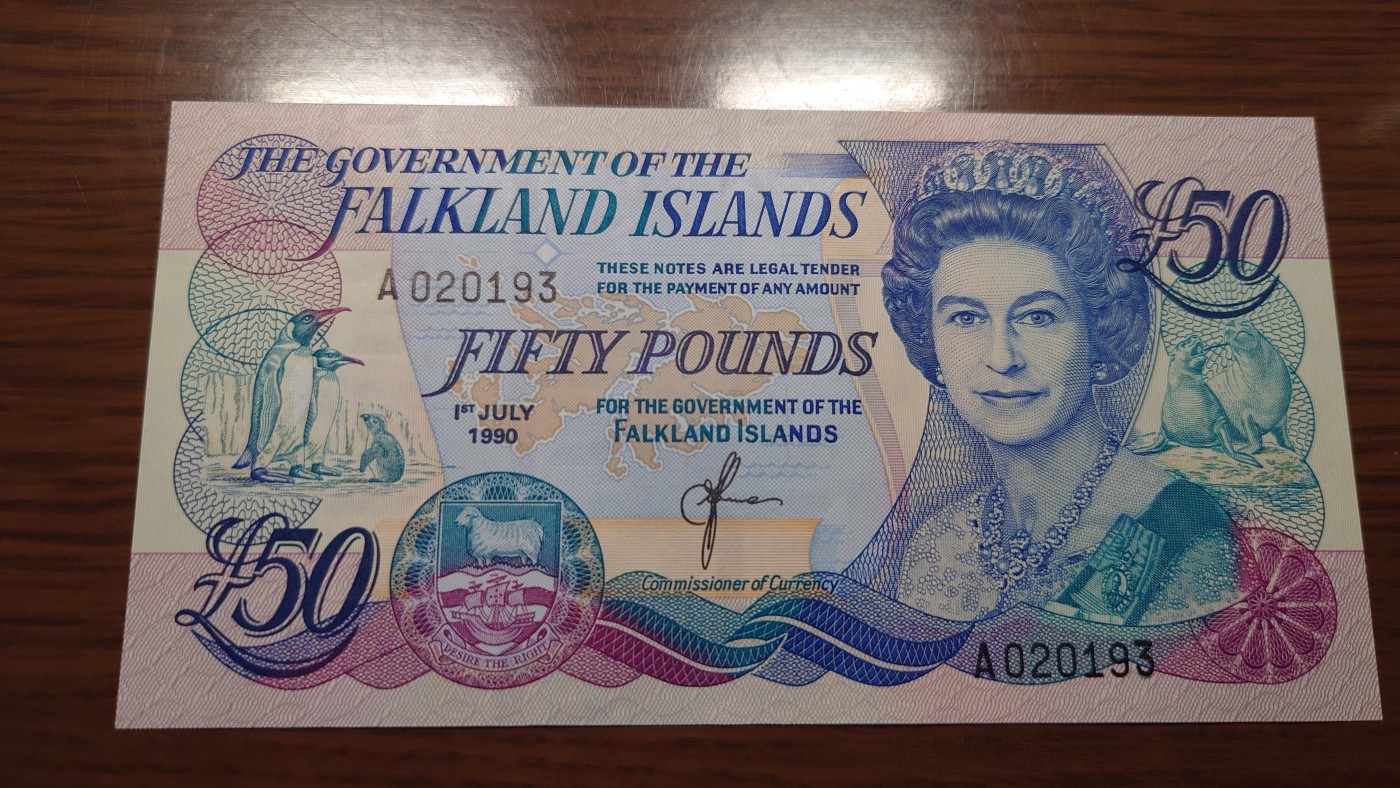 THE GOVERNMENT OF THE
FALKLAND ISLANDS
£50
A 020193
THESE NOTES ARE LEGAL TENDER
FOR THE PAYMENT OF ANY AMOUNT
FIFTY POUNDS
1ST JULY
1990
FOR THE GOVERNMENT OF THE
FALKLAND ISLANDS
£50
Commissioner of Currency
DESIRE THE RIGHT
A 020193